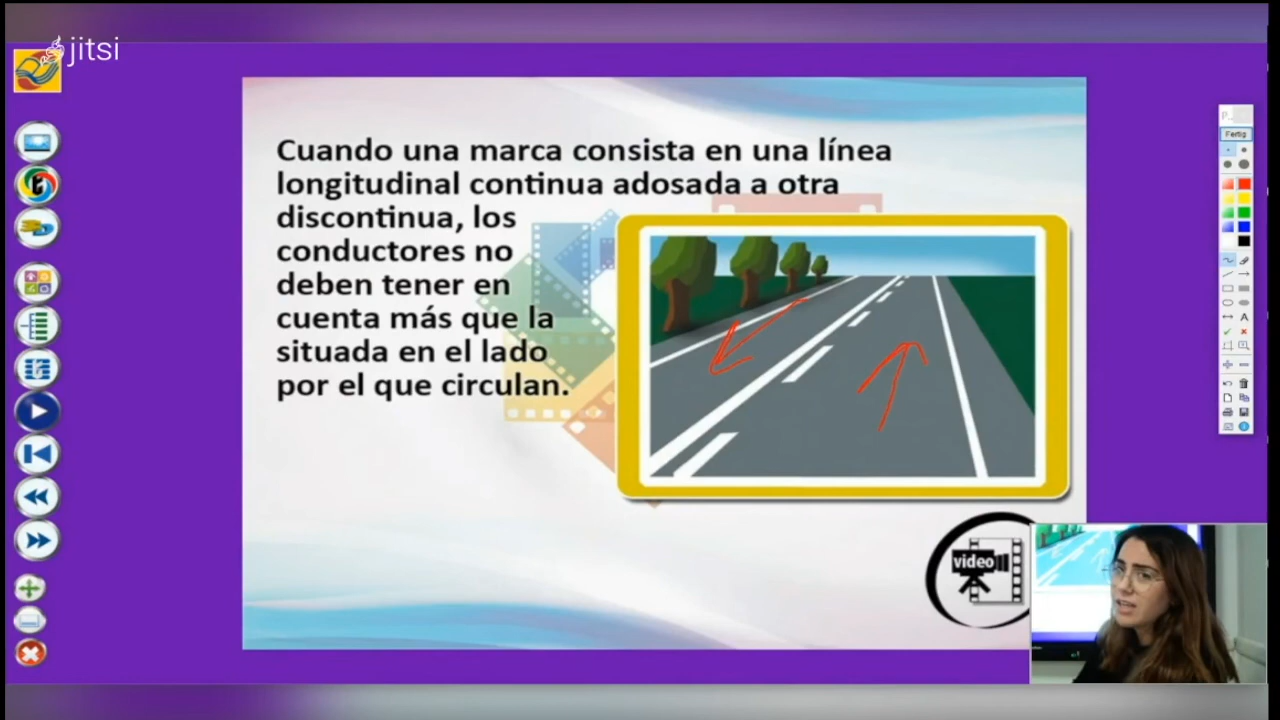 jitsi
Cuando una marca consista en una línea
longitudinal continua adosada a otra
discontinua, los
conductores no
deben tener en
cuenta más que la
situada en el lado
por el que circulan.
video
Fertig
A